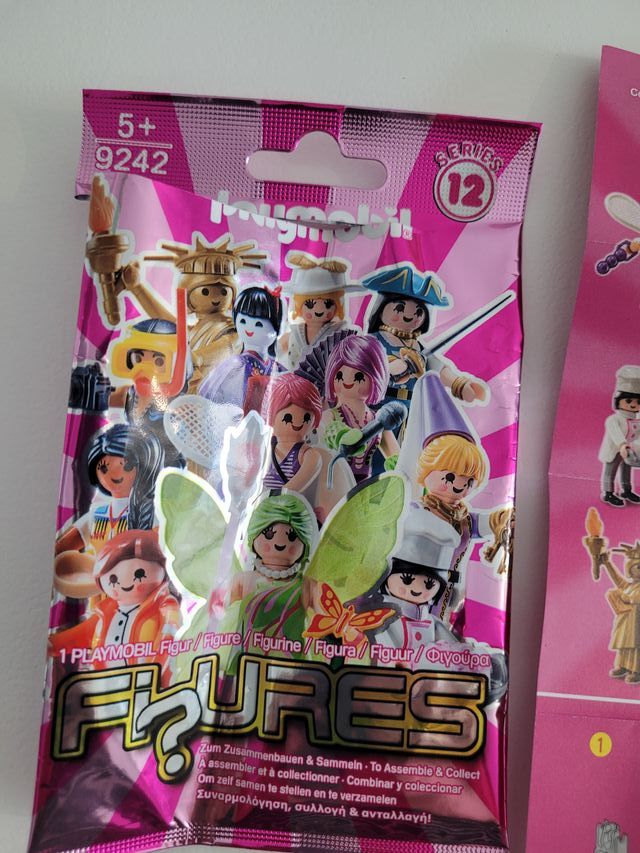 5+
9242
SERIES
12
playmobil
1 PLAYMOBIL Figur / Figure / Figurine / Figura / Figuur / Φιγούρα
Fi?URES
Zum Zusammenbauen & Sammeln · To Assemble & Collect
À assembler et à collectionner · Combinar y coleccionar
Om zelf samen te stellen en te verzamelen
Συναρμολόγηση, συλλογή & ανταλλαγή!
1